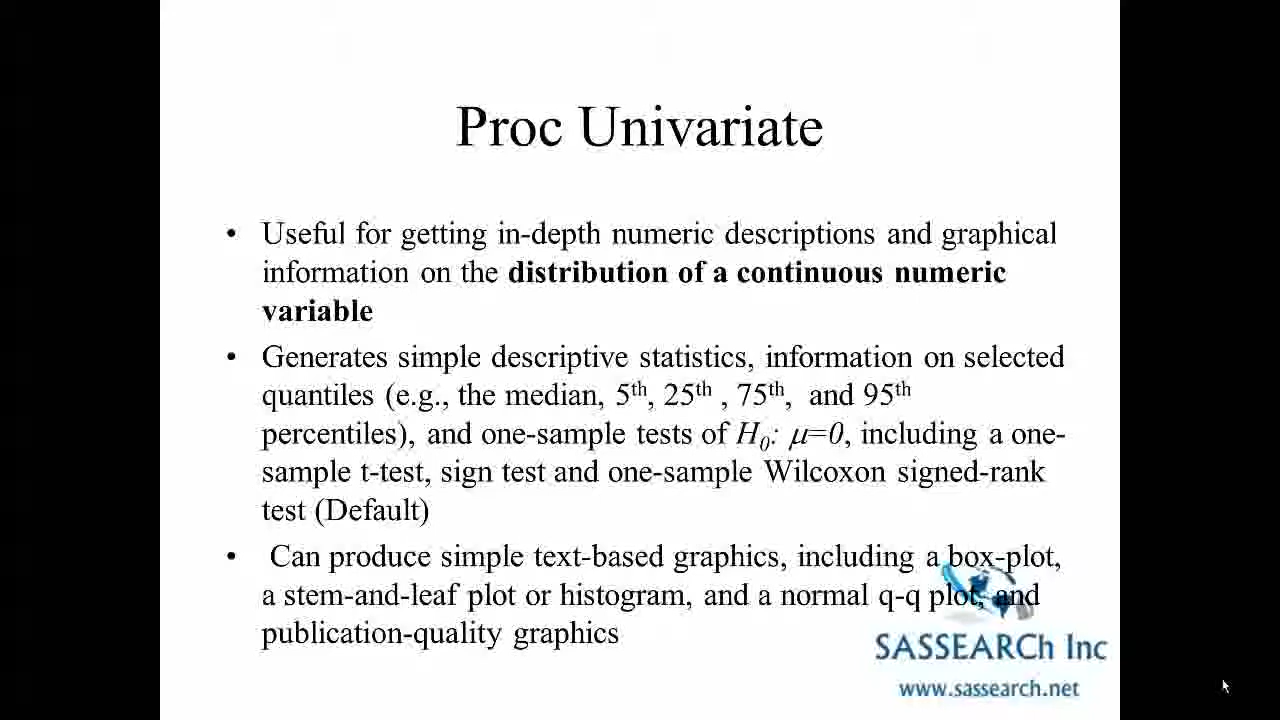 Proc Univariate
• Useful for getting in-depth numeric descriptions and graphical
information on the distribution of a continuous numeric
variable
• Generates simple descriptive statistics, information on selected
quantiles (e.g., the median, 5th, 25th , 75th, and 95th
percentiles), and one-sample tests of H0: μ=0, including a one-
sample t-test, sign test and one-sample Wilcoxon signed-rank
test (Default)
• Can produce simple text-based graphics, including a box-plot,
a stem-and-leaf plot or histogram, and a normal q-q plot, and
publication-quality graphics
SASSEARCh Inc
www.sassearch.net